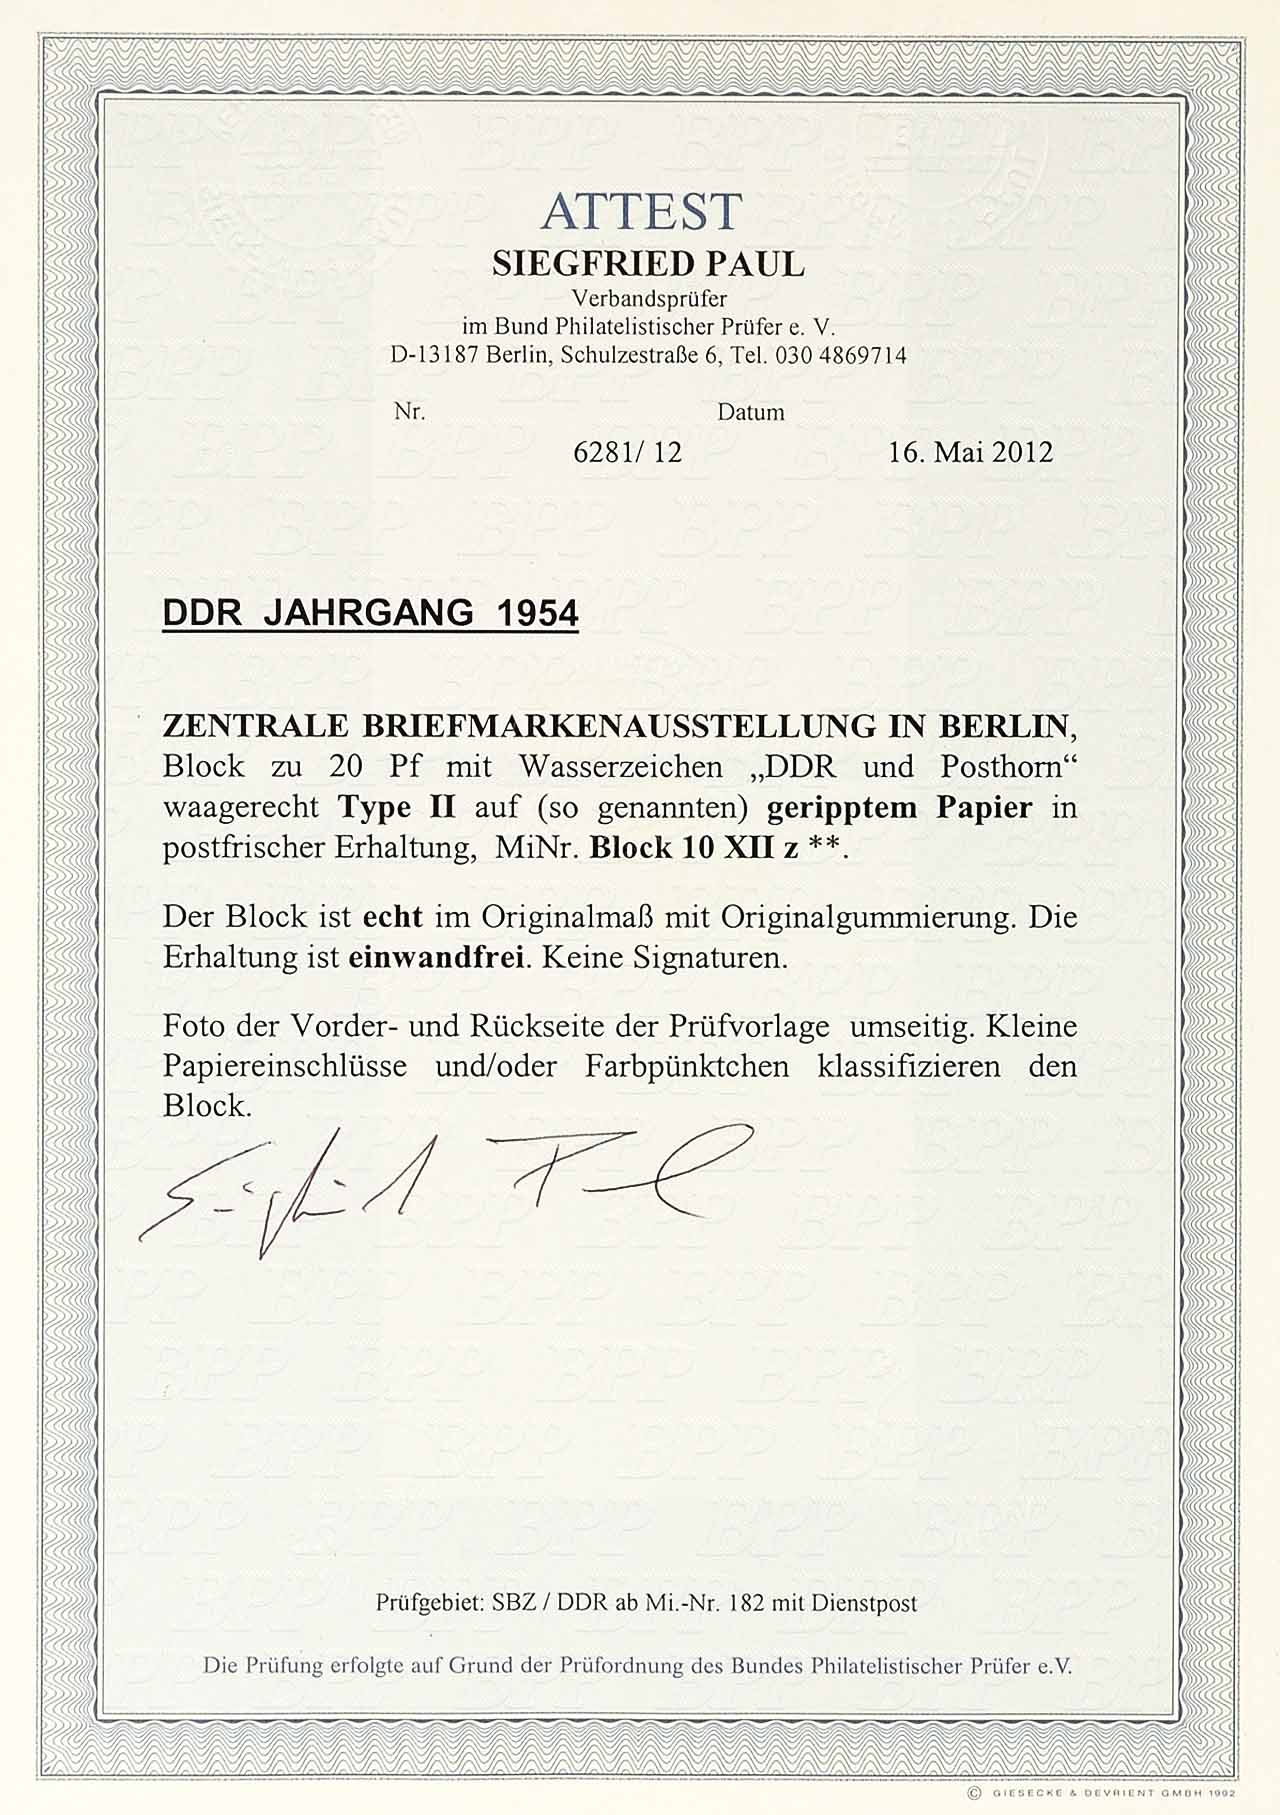 ATTEST
SIEGFRIED PAUL
Verbandsprüfer
im Bund Philatelistischer Prüfer e. V.
D-13187 Berlin, Schulzestraße 6, Tel. 030 4869714
Nr. Datum
6281/ 12 16. Mai 2012
DDR JAHRGANG 1954
ZENTRALE BRIEFMARKENAUSSTELLUNG IN BERLIN,
Block zu 20 Pf mit Wasserzeichen „DDR und Posthorn“
waagerecht Type II auf (so genannten) geripptem Papier in
postfrischer Erhaltung, MiNr. Block 10 XII z **.
Der Block ist echt im Originalmaß mit Originalgummierung. Die
Erhaltung ist einwandfrei. Keine Signaturen.
Foto der Vorder- und Rückseite der Prüfvorlage umseitig. Kleine
Papiereinschlüsse und/oder Farbpünktchen klassifizieren den
Block.
Siegfried Paul
Prüfgebiet: SBZ / DDR ab Mi.-Nr. 182 mit Dienstpost
Die Prüfung erfolgte auf Grund der Prüfordnung des Bundes Philatelistischer Prüfer e.V.
© GIESECKE & DEVRIENT GMBH 1992